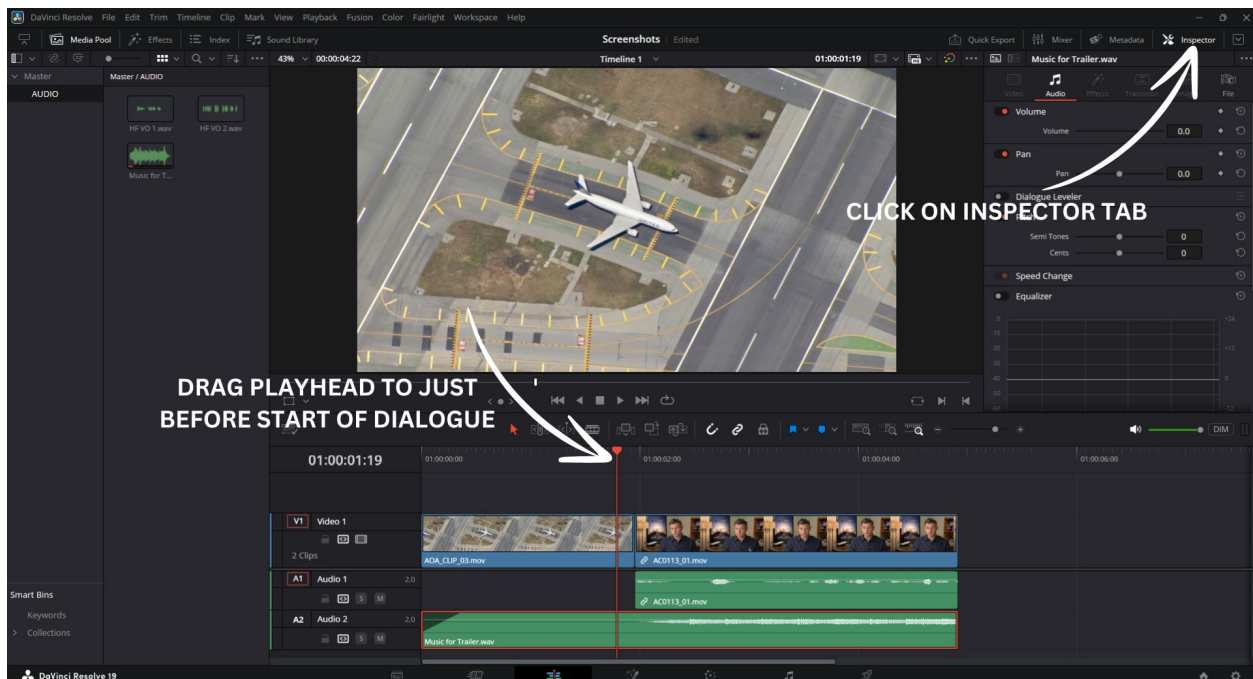 DaVinci Resolve File Edit Trim Timeline Clip Mark View Playback Fusion Color Fairlight Workspace Help
Media Pool Effects Index Sound Library Screenshots Edited Quick Export Mixer Metadata Inspector
43% 00:00:04:22 Timeline 1 01:00:01:19 Music for Trailer.wav
Master
AUDIO
Master / AUDIO
HF VO 1.wav HF VO 2.wav
Music for T...
Video Audio Effects Transition File
Volume
Volume 0.0
Pan
Pan 0.0
Dialogue Leveler
CLICK ON INSPECTOR TAB
Semi Tones 0
Cents 0
Speed Change
Equalizer
DRAG PLAYHEAD TO JUST
BEFORE START OF DIALOGUE
DIM
01:00:01:19
01:00:00:00 01:00:02:00 01:00:04:00 01:00:06:00
V1 Video 1
2 Clips
AOA_CLIP_03.mov AC0113_01.mov
A1 Audio 1 2.0
S M
AC0113_01.mov
A2 Audio 2 2.0
S M
Music for Trailer.wav
Smart Bins
Keywords
Collections
DaVinci Resolve 19